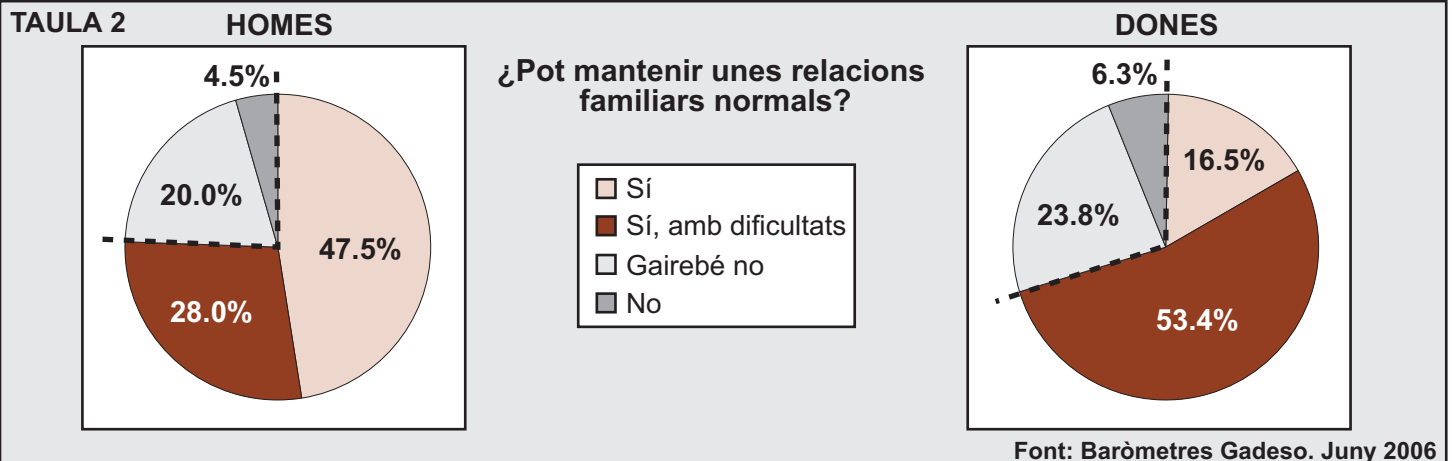 TAULA 2
HOMES
DONES
¿Pot mantenir unes relacions
familiars normals?
4.5%
20.0%
47.5%
28.0%
Sí
Sí, amb dificultats
Gairebé no
No
6.3%
16.5%
23.8%
53.4%
Font: Baròmetres Gadeso. Juny 2006